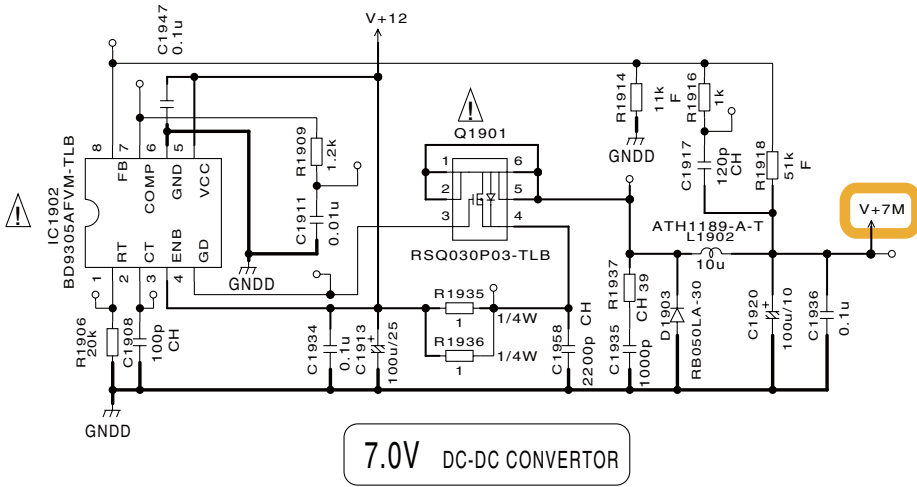 C1947
0.1u
V+12
8
7
6
5
FB
COMP
GND
VCC
IC1902
BD9305AFVM-TLB
RT
CT
ENB
GD
1
2
3
4
R1909
1.2k
C1911
0.01u
GNDD
Q1901
1
2
3
6
5
4
RSQ030P03-TLB
R1914
11k
F
GNDD
R1916
1k
C1917
120p
CH
R1918
51k
F
V+7M
ATH1189-A-T
L1902
10u
R1906
20k
C1908
100p
CH
GNDD
C1934
0.1u
C1913
+
100u/25
R1935
1
1/4W
R1936
1
1/4W
C1958
2200p
CH
R1937
39
CH
C1935
1000p
D1903
RB050LA-30
C1920
+
100u/10
C1936
0.1u
7.0V DC-DC CONVERTOR